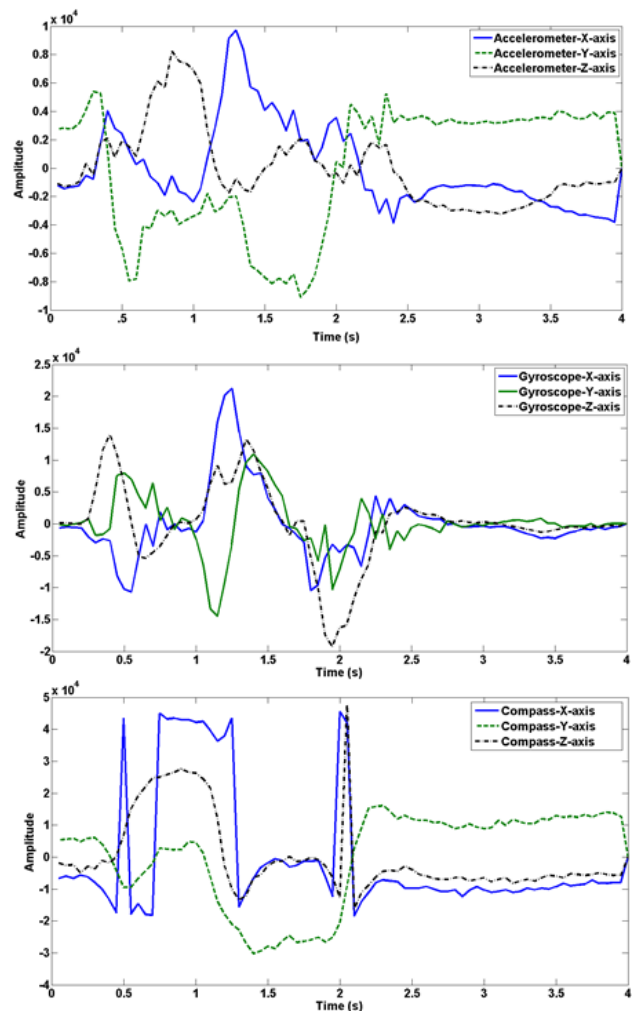 x 10⁴
1
0.8
0.6
0.4
0.2
0
-0.2
-0.4
-0.6
-0.8
-1
Amplitude
Accelerometer-X-axis
Accelerometer-Y-axis
Accelerometer-Z-axis
0 .5 1 1.5 2 2.5 3 3.5 4
Time (s)
x 10⁴
2.5
2
1.5
1
0.5
0
-0.5
-1
-1.5
-2
Amplitude
Gyroscope-X-axis
Gyroscope-Y-axis
Gyroscope-Z-axis
0 0.5 1 1.5 2 2.5 3 3.5 4
Time (s)
x 10⁴
5
4
3
2
1
0
-1
-2
-3
-4
Amplitude
Compass-X-axis
Compass-Y-axis
Compass-Z-axis
0 0.5 1 1.5 2 2.5 3 3.5 4
Time (s)